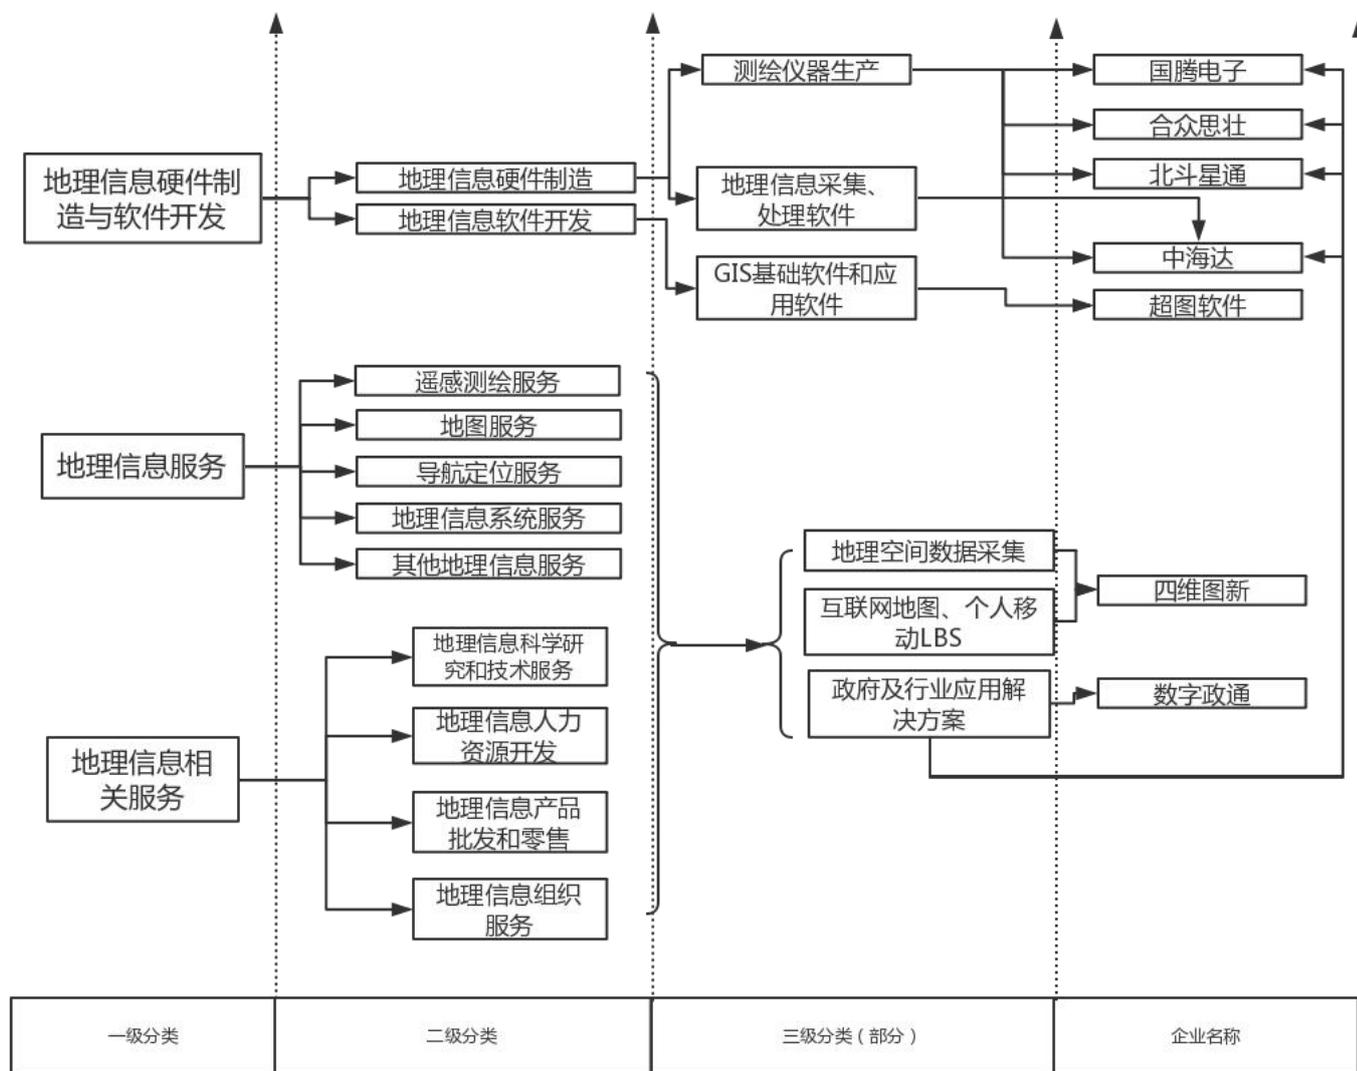 地理信息硬件制
造与软件开发
地理信息服务
地理信息相
关服务
地理信息硬件制造
地理信息软件开发
遥感测绘服务
地图服务
导航定位服务
地理信息系统服务
其他地理信息服务
地理信息科学研
究和技术服务
地理信息人力
资源开发
地理信息产品
批发和零售
地理信息组织
服务
测绘仪器生产
地理信息采集、
处理软件
GIS基础软件和应
用软件
地理空间数据采集
互联网地图、个人移
动LBS
政府及行业应用解
决方案
国腾电子
合众思壮
北斗星通
中海达
超图软件
四维图新
数字政通
一级分类
二级分类
三级分类（部分）
企业名称